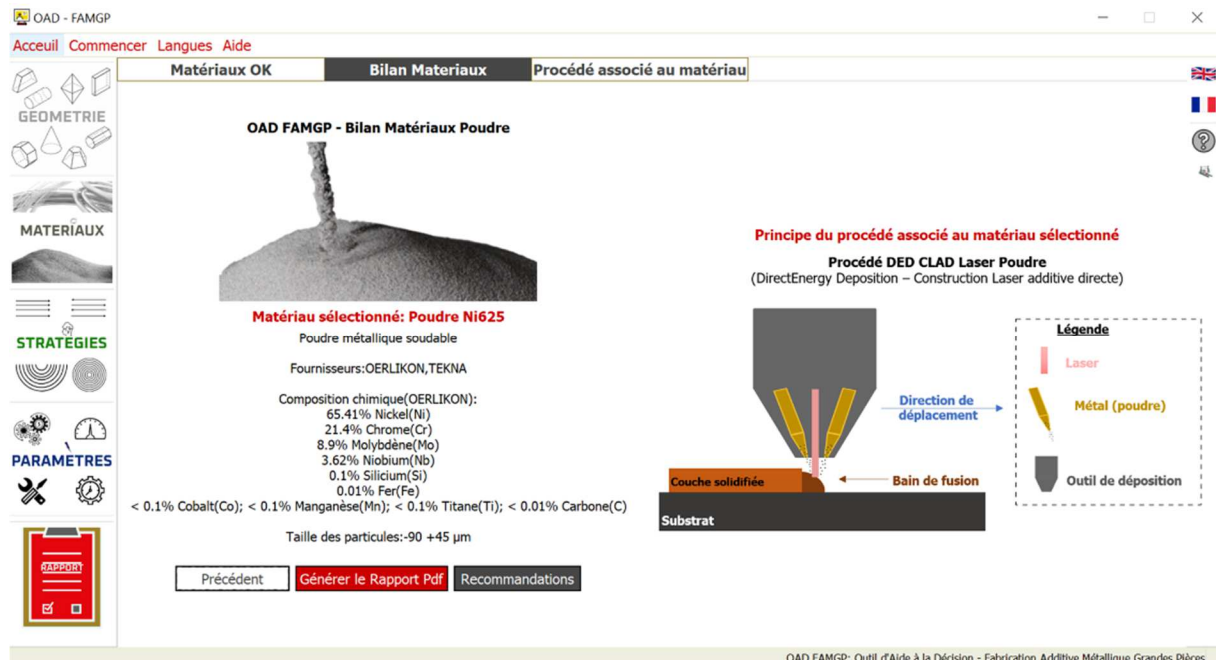 OAD - FAMGP
Acceuil Commencer Langues Aide
Matériaux OK
Bilan Materiaux
Procédé associé au matériau
GEOMETRIE
MATERIAUX
STRATEGIES
PARAMÈTRES
RAPPORT
OAD FAMGP - Bilan Matériaux Poudre
Matériau sélectionné: Poudre Ni625
Poudre métallique soudable
Fournisseurs:OERLIKON,TEKNA
Composition chimique(OERLIKON):
65.41% Nickel(Ni)
21.4% Chrome(Cr)
8.9% Molybdène(Mo)
3.62% Niobium(Nb)
0.1% Silicium(Si)
0.01% Fer(Fe)
< 0.1% Cobalt(Co); < 0.1% Manganèse(Mn); < 0.1% Titane(Ti); < 0.01% Carbone(C)
Taille des particules:-90 +45 µm
Précédent
Générer le Rapport Pdf
Recommandations
Principe du procédé associé au matériau sélectionné
Procédé DED CLAD Laser Poudre
(DirectEnergy Deposition – Construction Laser additive directe)
Direction de
déplacement
Couche solidifiée
Bain de fusion
Substrat
Légende
Laser
Métal (poudre)
Outil de déposition
OAD FAMGP: Outil d'Aide à la Décision - Fabrication Additive Métallique Grandes Pièces